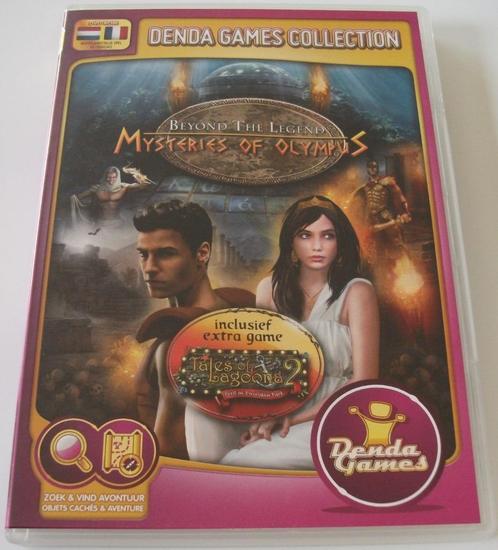 DENDA GAMES COLLECTION
BEYOND THE LEGEND
MYSTERIES OF OLYMPUS
inclusief
extra game
Tales of
Lagoona 2
Denda
Games
ZOEK & VIND AVONTUUR
OBJETS CACHÉS & AVENTURE